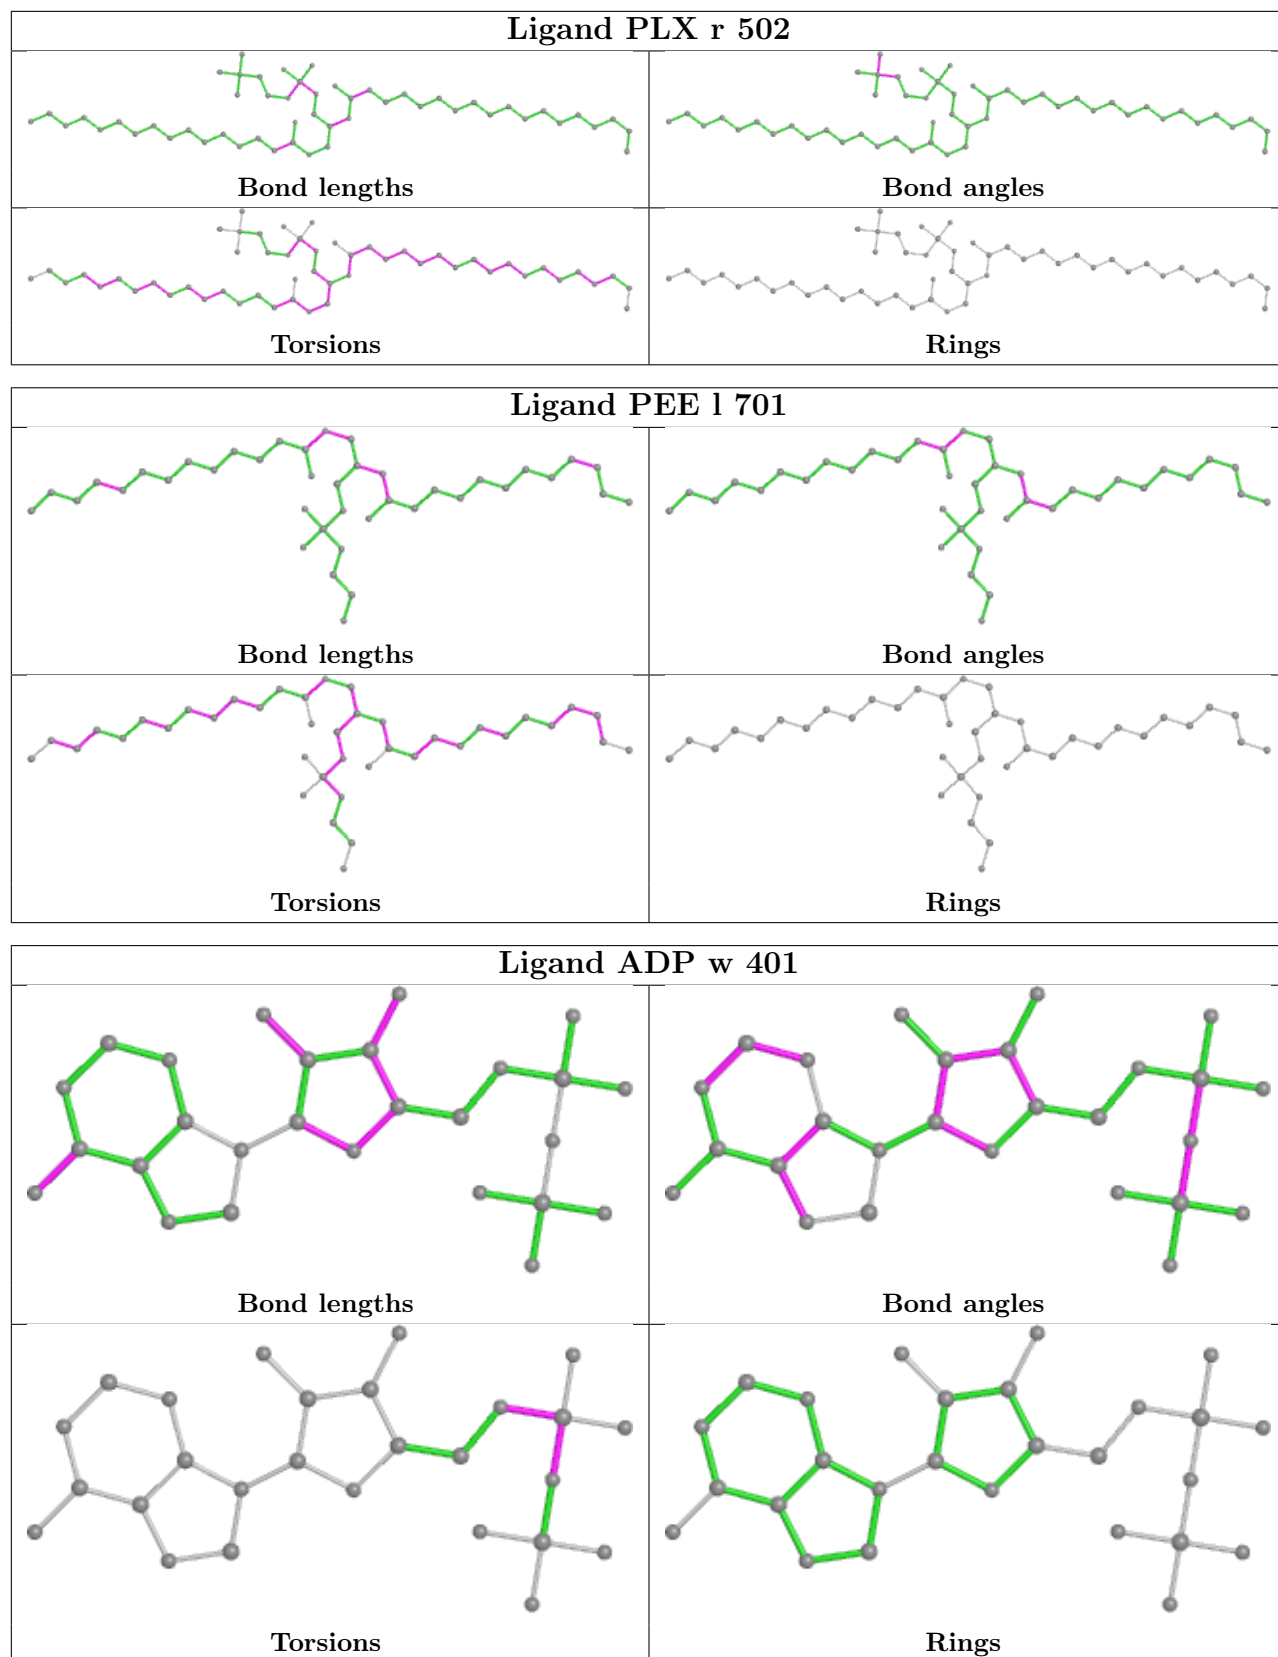 Ligand PLX r 502
Bond lengths
Bond angles
Torsions
Rings
Ligand PEE l 701
Bond lengths
Bond angles
Torsions
Rings
Ligand ADP w 401
Bond lengths
Bond angles
Torsions
Rings